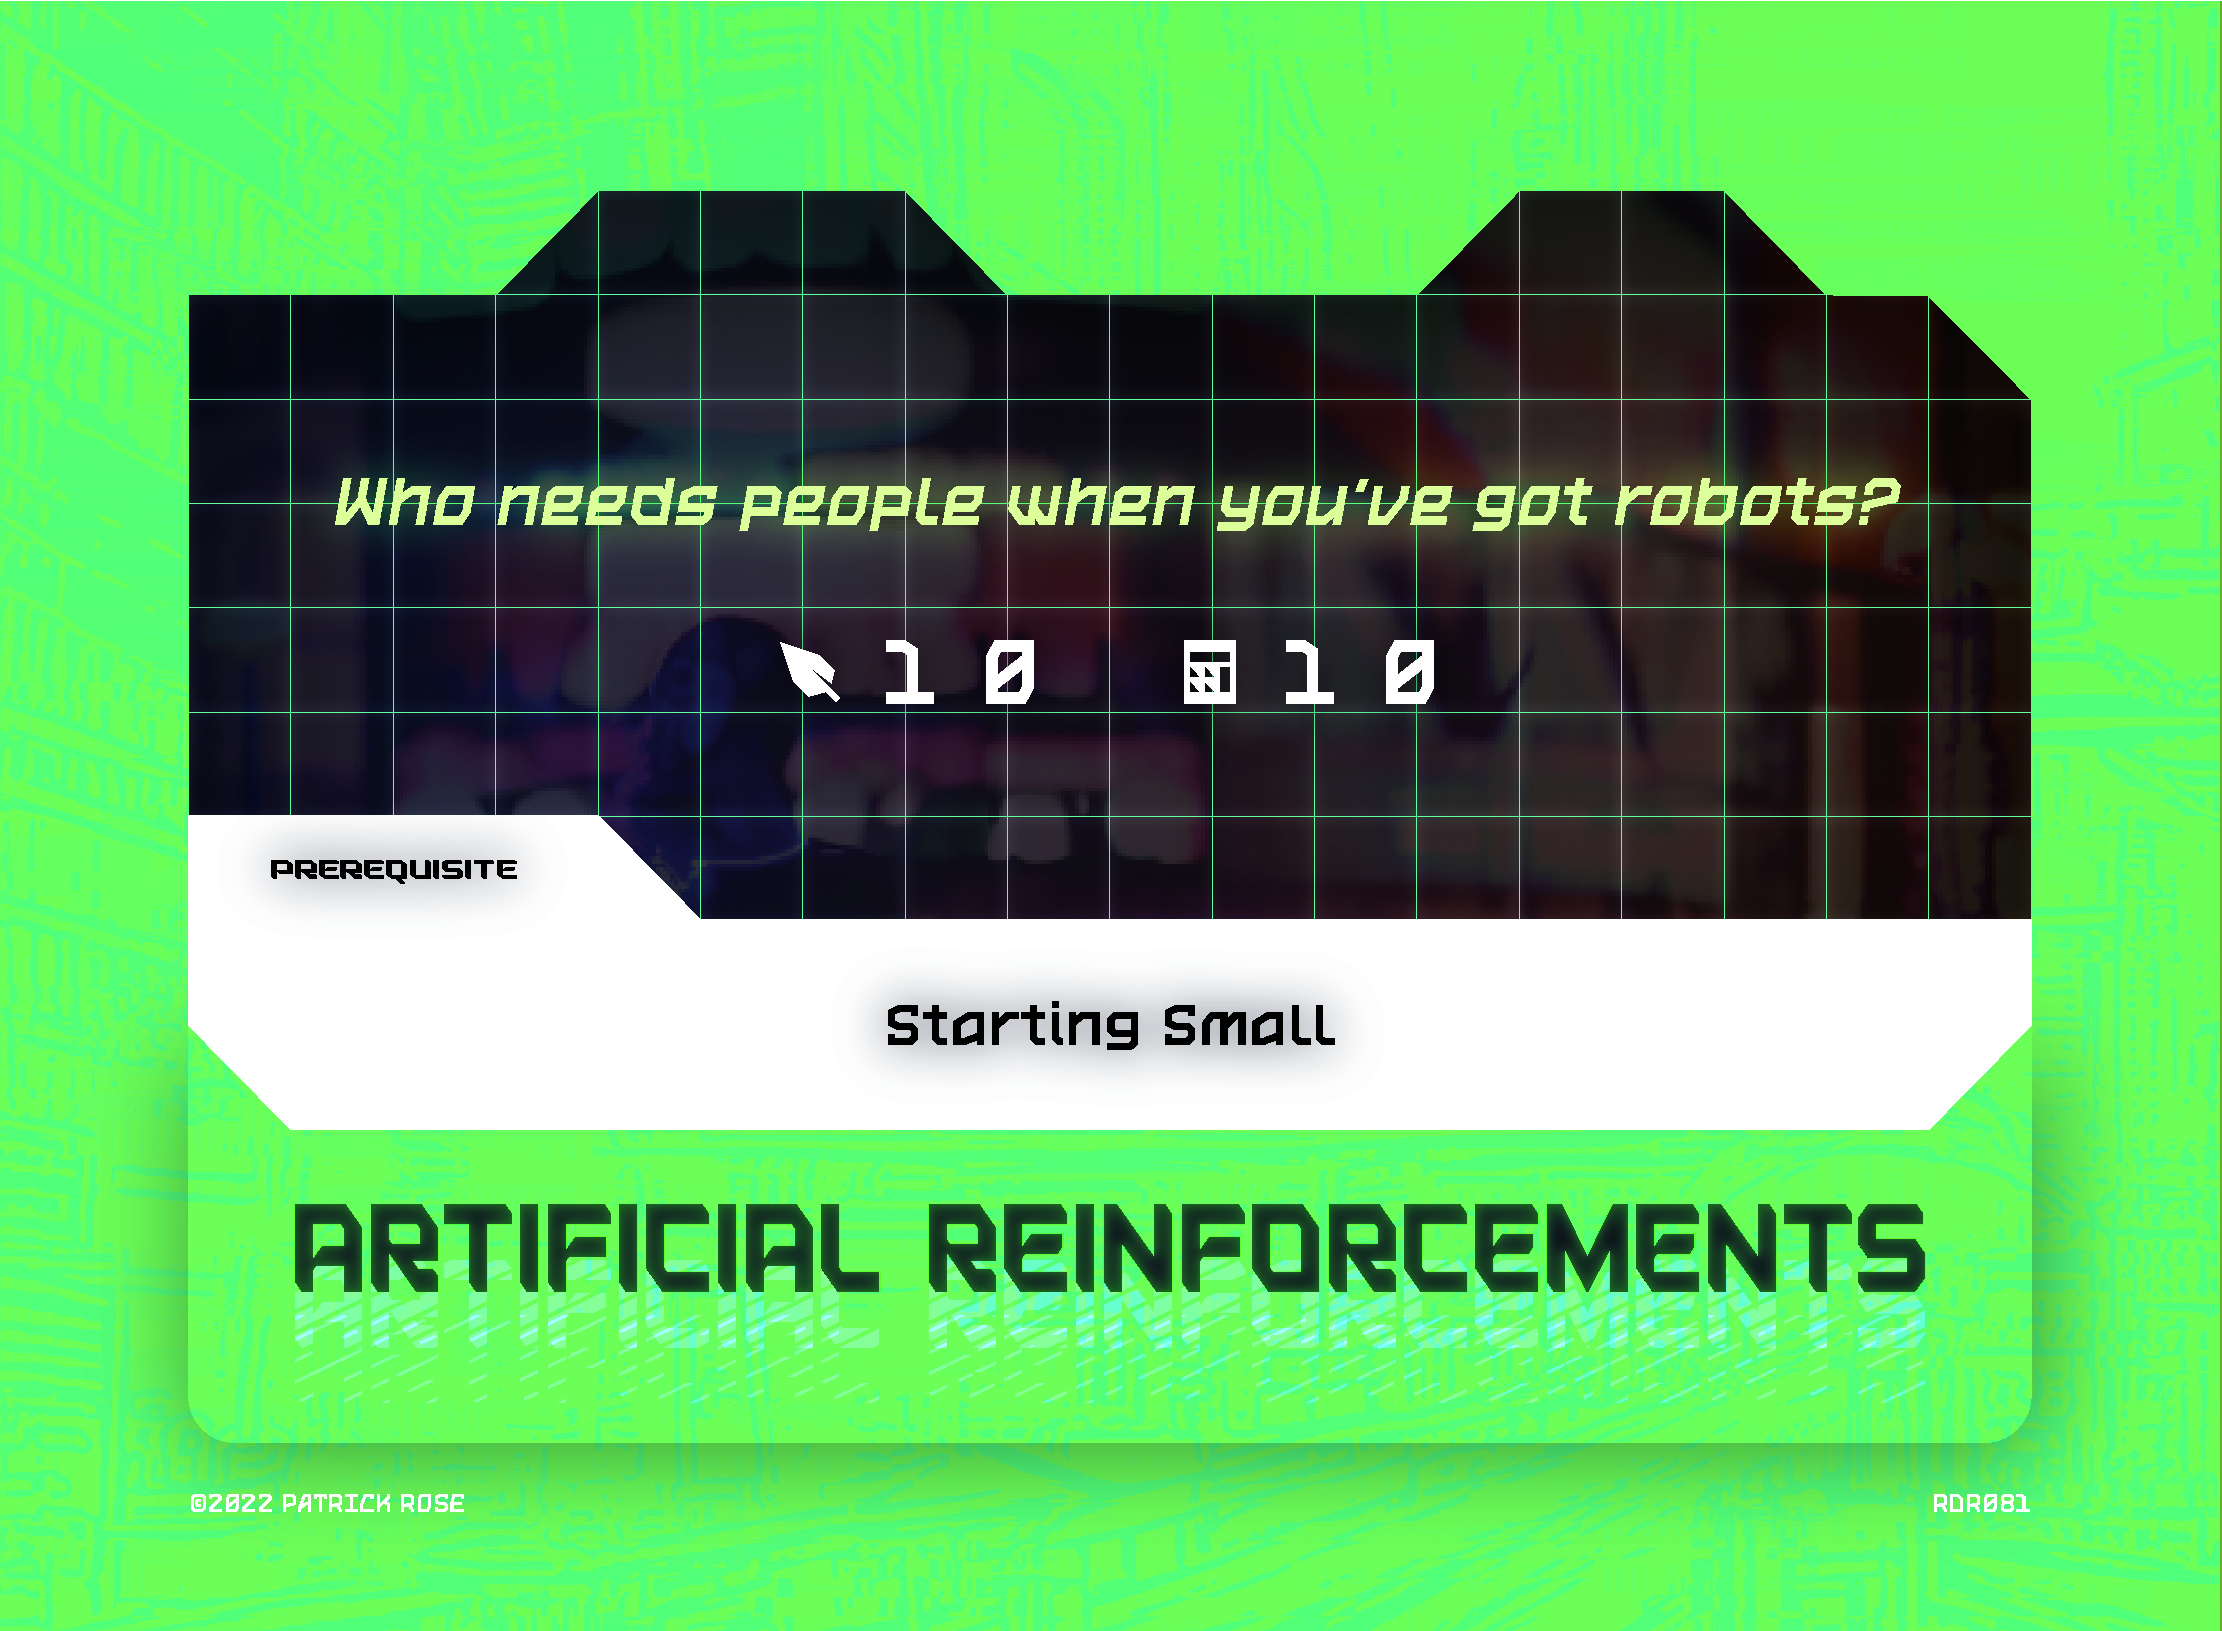 Who needs people when you've got robots?
10 10
PREREQUISITE
Starting Small
ARTIFICIAL REINFORCEMENTS
©2022 PATRICK ROSE
RDR081